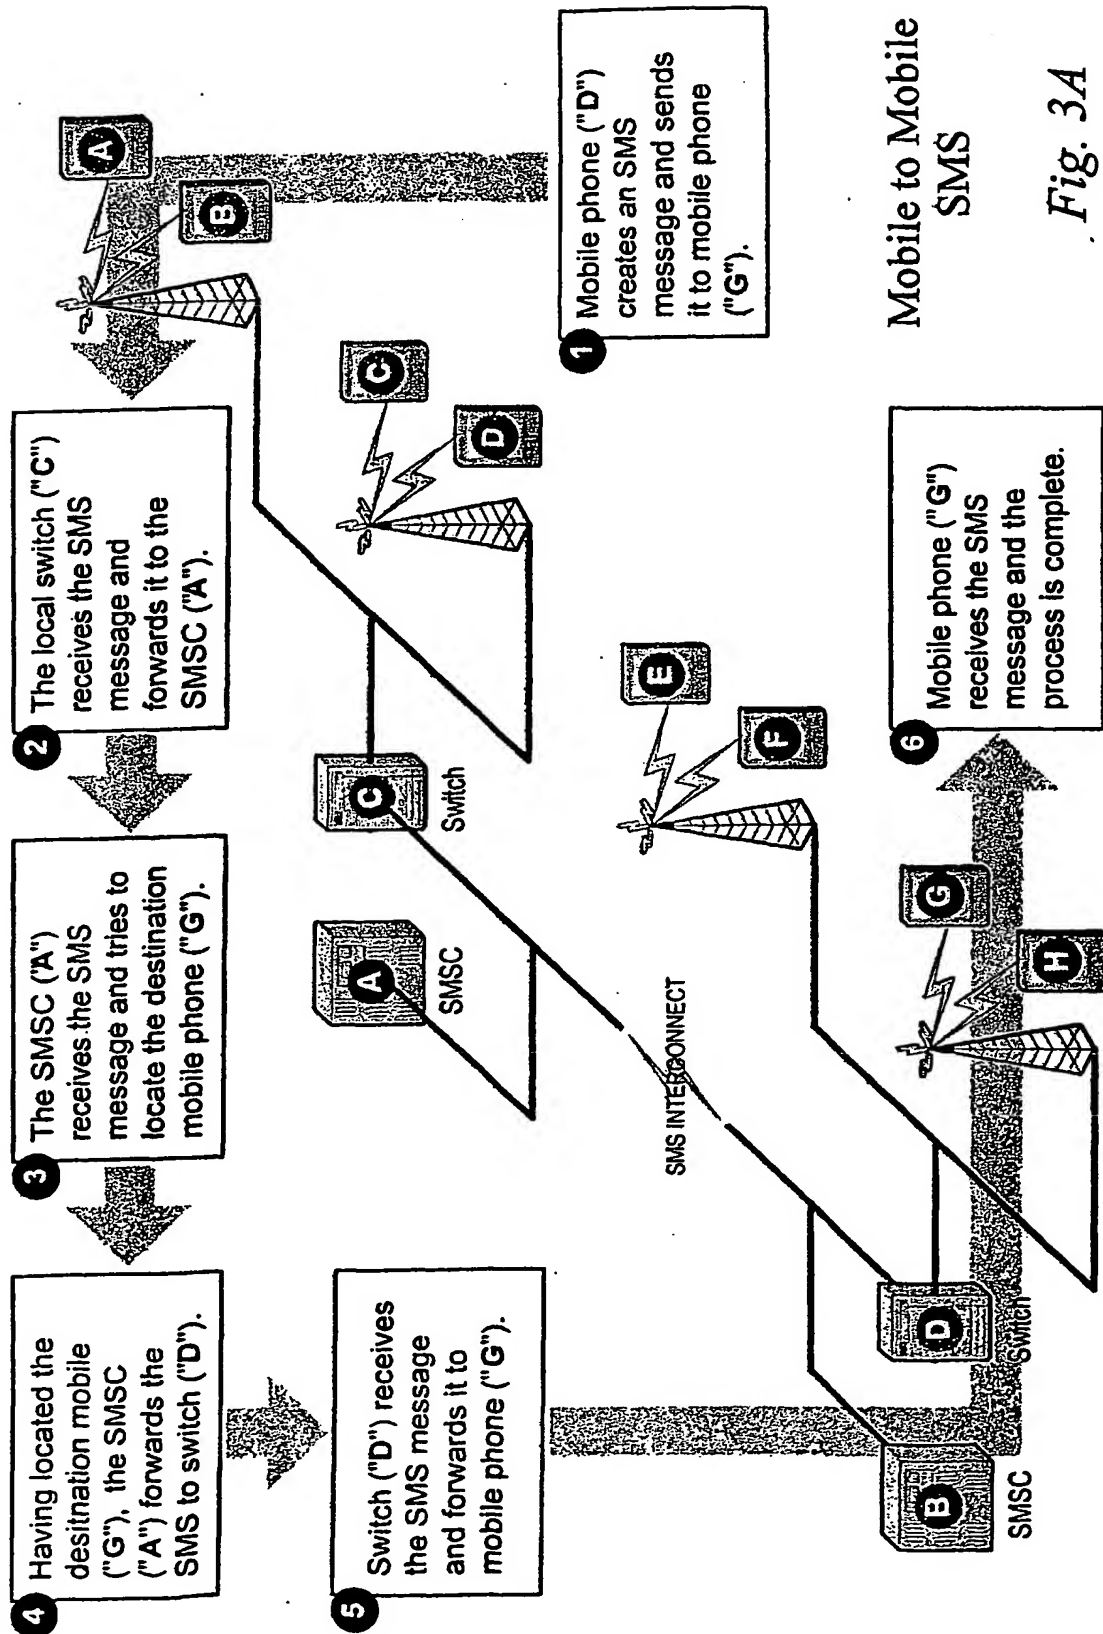 4
Having located the
desitnation mobile
("G"), the SMSC
("A") forwards the
SMS to switch ("D").
3
The SMSC ("A")
receives the SMS
message and tries to
locate the destination
mobile phone ("G").
2
The local switch ("C")
receives the SMS
message and
forwards it to the
SMSC ("A").
A
B
5
Switch ("D") receives
the SMS message
and forwards it to
mobile phone ("G").
A
SMSC
C
Switch
C
D
1
Mobile phone ("D")
creates an SMS
message and sends
it to mobile phone
("G").
SMS INTERCONNECT
E
F
B
SMSC
D
Switch
G
H
6
Mobile phone ("G")
receives the SMS
message and the
process is complete.
Mobile to Mobile
SMS
Fig. 3A